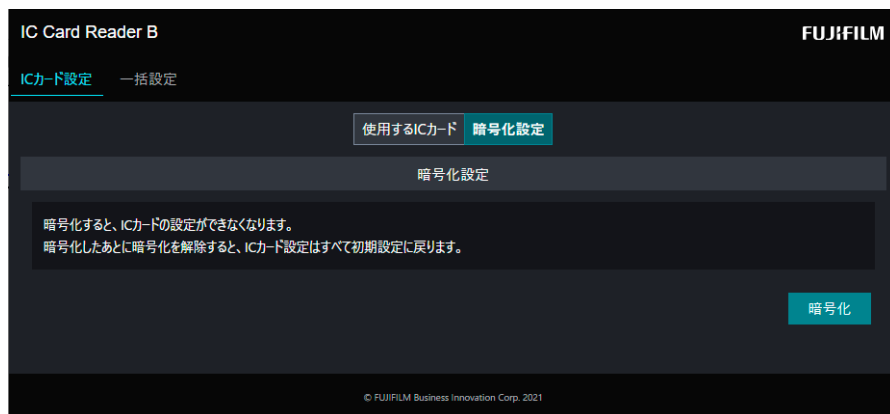 IC Card Reader B
FUJIFILM
ICカード設定 一括設定
使用するICカード 暗号化設定
暗号化設定
暗号化すると、ICカードの設定ができなくなります。
暗号化したあとに暗号化を解除すると、ICカード設定はすべて初期設定に戻ります。
暗号化
© FUJIFILM Business Innovation Corp. 2021